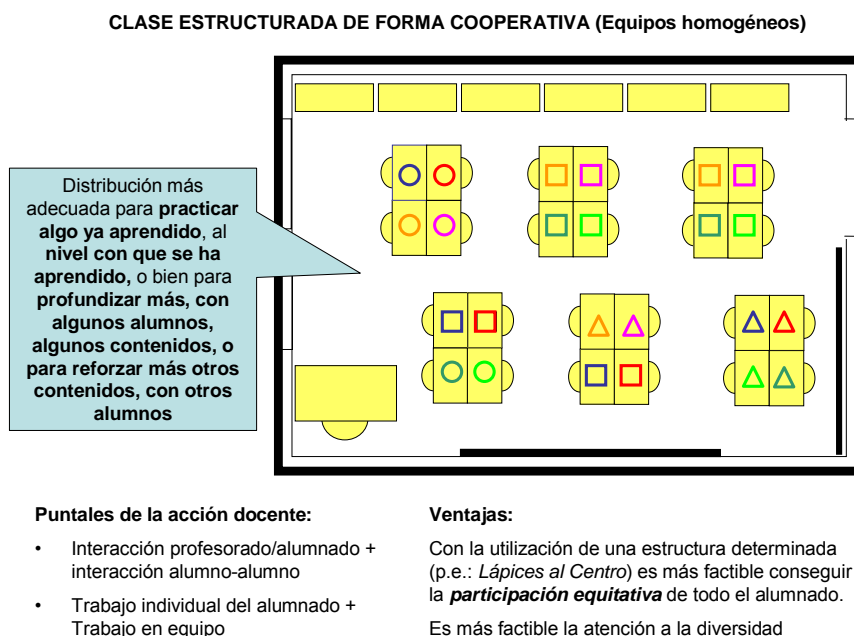 CLASE ESTRUCTURADA DE FORMA COOPERATIVA (Equipos homogéneos)
Distribución más
adecuada para practicar
algo ya aprendido, al
nivel con que se ha
aprendido, o bien para
profundizar más, con
algunos alumnos,
algunos contenidos, o
para reforzar más otros
contenidos, con otros
alumnos
Puntales de la acción docente:
• Interacción profesorado/alumnado +
interacción alumno-alumno
• Trabajo individual del alumnado +
Trabajo en equipo
Ventajas:
Con la utilización de una estructura determinada
(p.e.: Lápices al Centro) es más factible conseguir
la participación equitativa de todo el alumnado.
Es más factible la atención a la diversidad